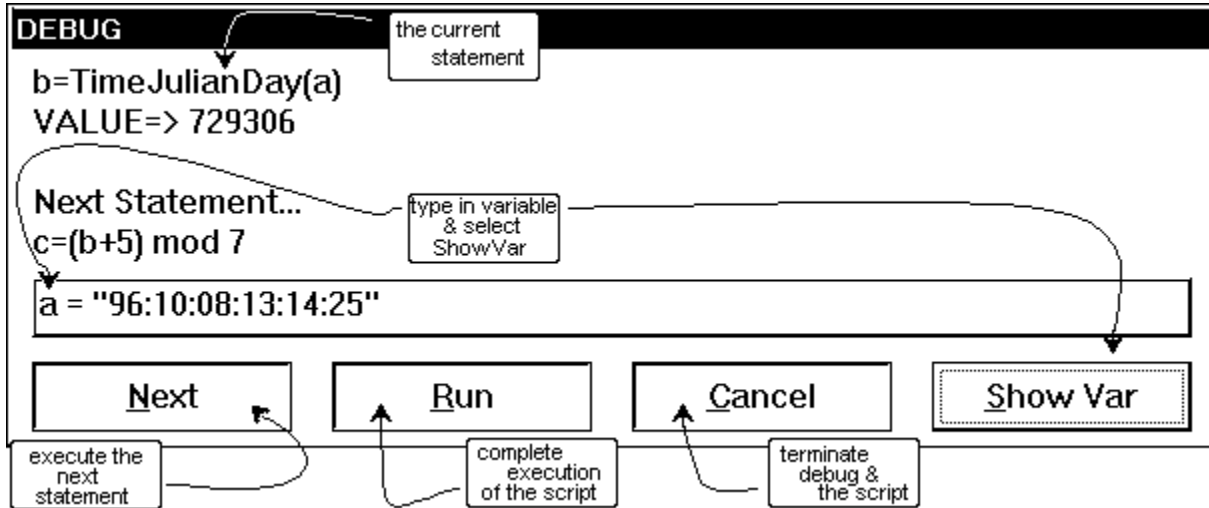 DEBUG
the current
statement
b=TimeJulianDay(a)
VALUE=> 729306
Next Statement...
c=(b+5) mod 7
type in variable
& select
ShowVar
a = "96:10:08:13:14:25"
Next
Run
Cancel
Show Var
execute the
next
statement
complete
execution
of the script
terminate
debug &
the script